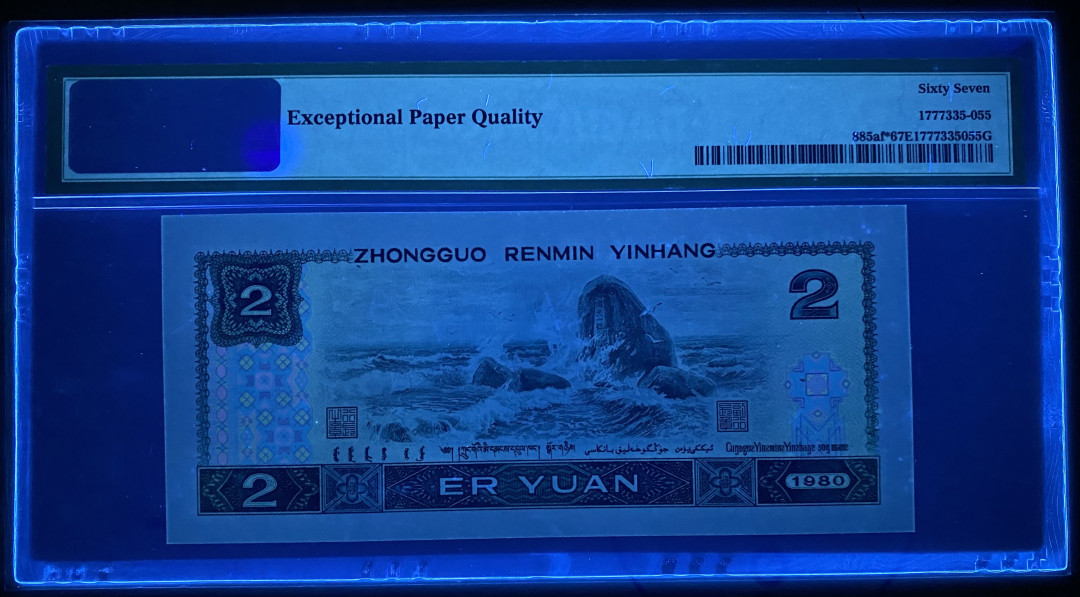 Sixty Seven
Exceptional Paper Quality
1777335-055
885af*67E1777335055G
ZHONGGUO RENMIN YINHANG
2
2
2
ER YUAN
1980